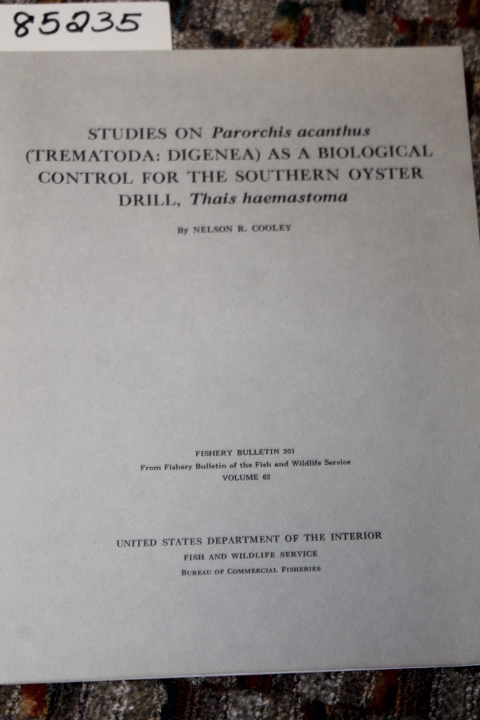 85235
STUDIES ON Parorchis acanthus
(TREMATODA: DIGENEA) AS A BIOLOGICAL
CONTROL FOR THE SOUTHERN OYSTER
DRILL, Thais haemastoma
By NELSON R. COOLEY
FISHERY BULLETIN 201
From Fishery Bulletin of the Fish and Wildlife Service
VOLUME 62
UNITED STATES DEPARTMENT OF THE INTERIOR
FISH AND WILDLIFE SERVICE
BUREAU OF COMMERCIAL FISHERIES